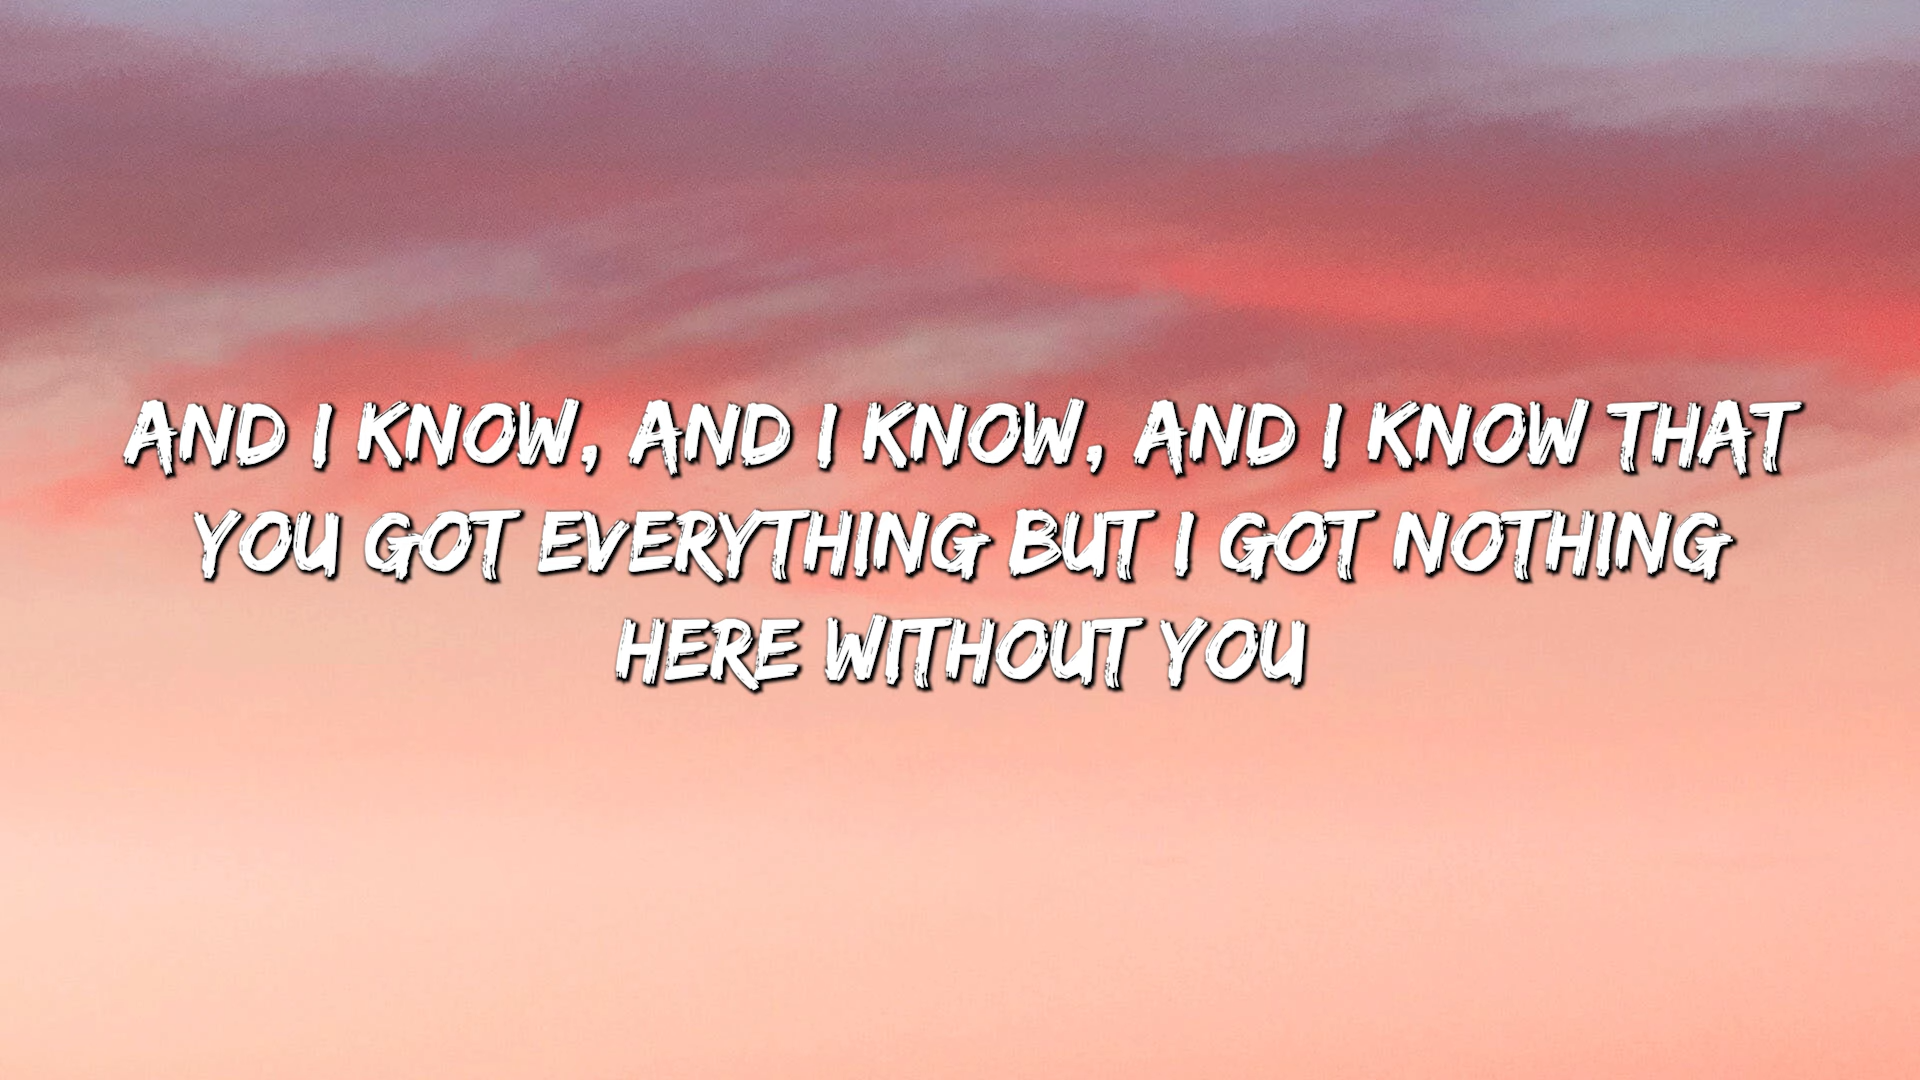 AND I KNOW, AND I KNOW, AND I KNOW THAT
YOU GOT EVERYTHING BUT I GOT NOTHING
HERE WITHOUT YOU